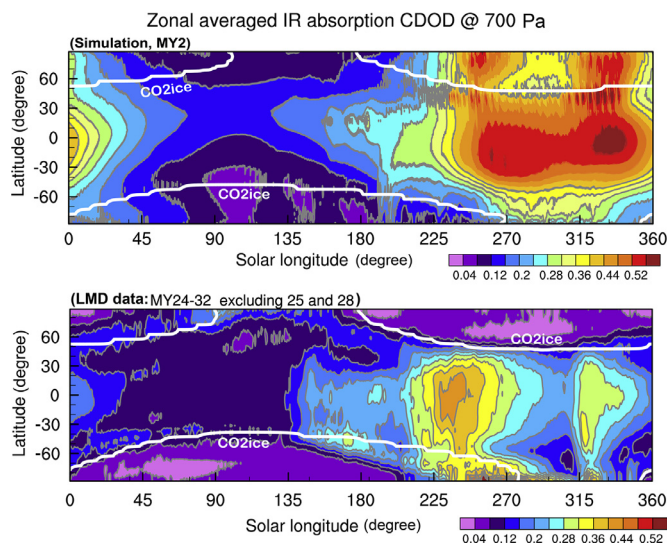 Zonal averaged IR absorption CDOD @ 700 Pa
(Simulation, MY2)
Latitude (degree)
60
30
0
-30
-60
CO2ice
CO2ice
CO2ice
0 45 90 135 180 225 270 315 360
Solar longitude (degree)
0.04 0.12 0.2 0.28 0.36 0.44 0.52
(LMD data:MY24-32 excluding 25 and 28)
Latitude (degree)
60
30
0
-30
-60
CO2ice
CO2ice
0 45 90 135 180 225 270 315 360
Solar longitude (degree)
0.04 0.12 0.2 0.28 0.36 0.44 0.52